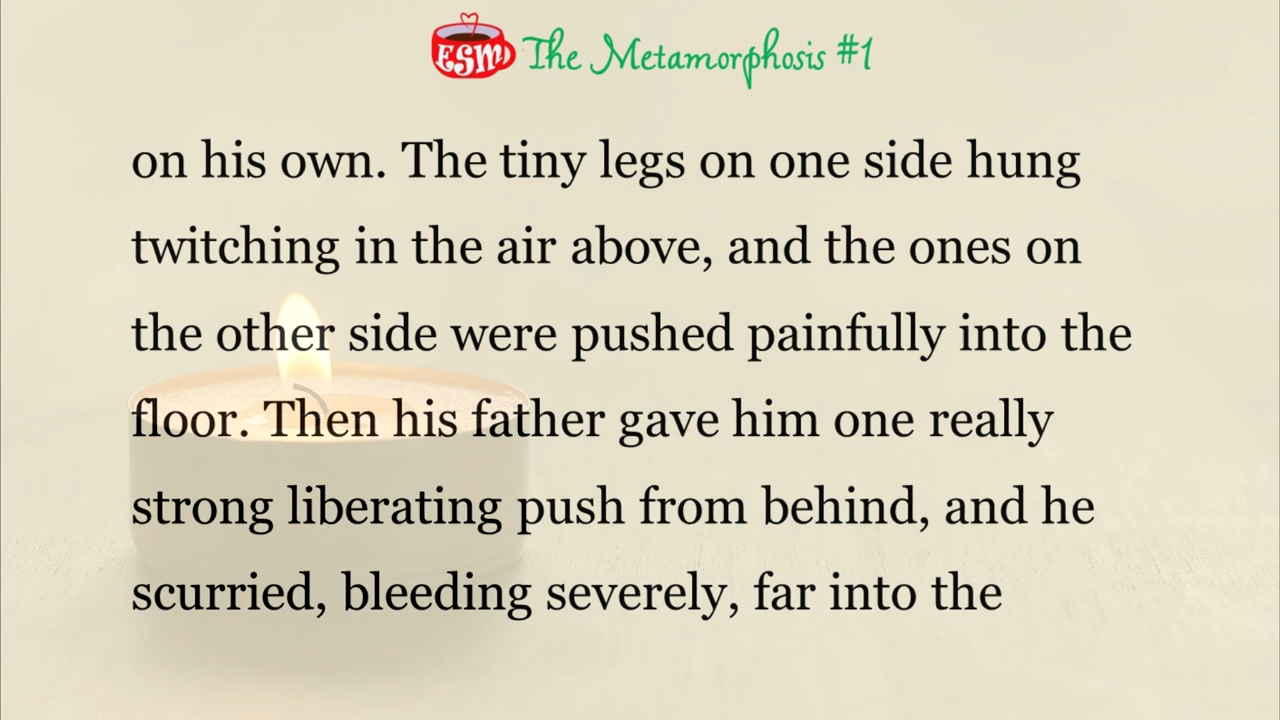 ESM The Metamorphosis #1
on his own. The tiny legs on one side hung
twitching in the air above, and the ones on
the other side were pushed painfully into the
floor. Then his father gave him one really
strong liberating push from behind, and he
scurried, bleeding severely, far into the